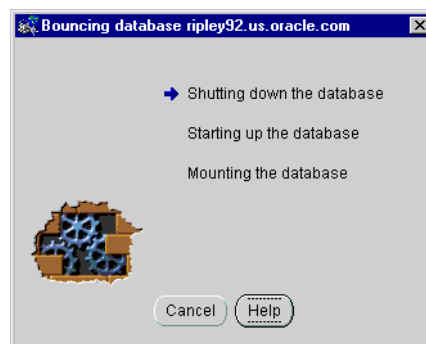 Bouncing database ripley92.us.oracle.com
Shutting down the database
Starting up the database
Mounting the database
Cancel
Help